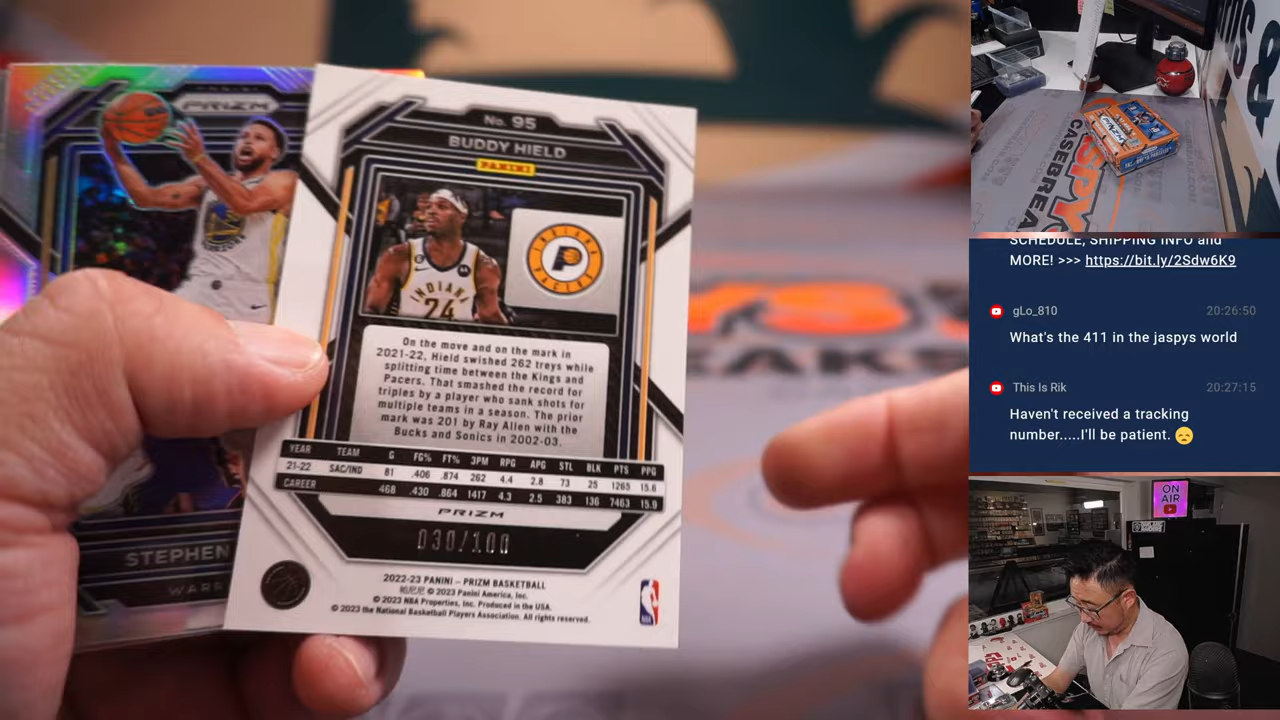 PRIZM
STEPHEN
WARR
No. 95
BUDDY HIELD
PANINI
INDIANA
24
INDIANA
PACERS
On the move and on the mark in
2021-22, Hield swished 262 treys while
splitting time between the Kings and
Pacers. That smashed the record for
triples by a player who sank shots for
multiple teams in a season. The prior
mark was 201 by Ray Allen with the
Bucks and Sonics in 2002-03.
YEAR TEAM G FG% FT% 3PM RPG APG STL BLK PTS PPG
21-22 SAC/IND 81 .406 .874 262 4.4 2.8 73 25 1265 15.6
CAREER 468 .430 .864 1417 4.3 2.5 383 136 7463 15.9
PRIZM
030/100
2022-23 PANINI – PRIZM BASKETBALL
帕尼尼 © 2023 Panini America, Inc.
© 2023 NBA Properties, Inc. Produced in the USA.
© 2023 the National Basketball Players Association. All rights reserved.
NBA
SPY
CASEBREA
SCHEDULE, SHIPPING INFO and
MORE! >>> https://bit.ly/2Sdw6K9
gLo_810 20:26:50
What's the 411 in the jaspys world
This Is Rik 20:27:15
Haven't received a tracking
number.....I'll be patient. 😞
ON
AIR